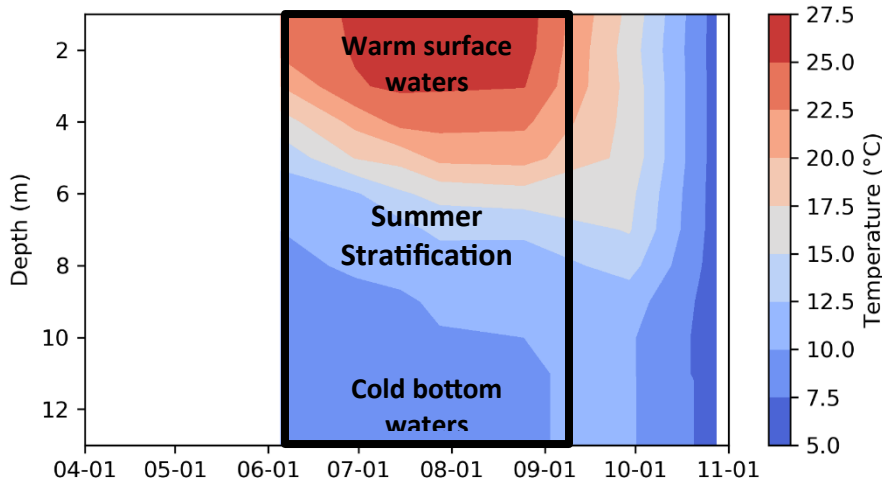 Warm surface
waters
Summer
Stratification
Cold bottom
waters
Depth (m)
2
4
6
8
10
12
04-01 05-01 06-01 07-01 08-01 09-01 10-01 11-01
27.5
25.0
22.5
20.0
17.5
15.0
12.5
10.0
7.5
5.0
Temperature (°C)